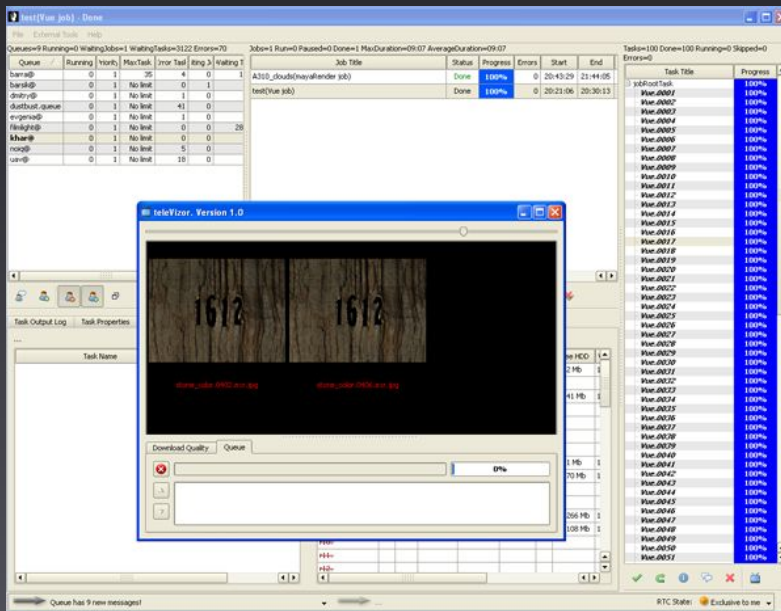 test(Vue job) - Done
File External Tools Help
Queues=9 Running=0 WaitingJobs=1 WaitingTasks=3122 Errors=70
Queue Running MaxTask
barra@ 0 1 35 4 0 1
barsik@ 0 1 No limit 0 1
dmitry@ 0 1 No limit 1 0
dustbust.queue 0 1 No limit 41 0
evgenia@ 0 1 No limit 1 0
filmlight@ 0 1 No limit 0 0 28
khar@ 0 1 No limit 0 0
noiq@ 0 1 No limit 5 0
uav@ 0 1 No limit 18 0
Jobs=1 Run=0 Paused=0 Done=1 MaxDuration=09:07 AverageDuration=09:07
Job Title Status Progress Errors Start End
A310_clouds(mayaRender job) Done 100% 0 20:43:29 21:44:05
test(Vue job) Done 100% 0 20:21:06 20:30:13
Tasks=100 Done=100 Running=0 Skipped=0
Errors=0
Task Title Progress
jobRootTask 100%
Vue.0001 100%
Vue.0002 100%
Vue.0003 100%
Vue.0004 100%
Vue.0005 100%
Vue.0006 100%
Vue.0007 100%
Vue.0008 100%
Vue.0009 100%
Vue.0010 100%
Vue.0011 100%
Vue.0012 100%
Vue.0013 100%
Vue.0014 100%
Vue.0015 100%
Vue.0016 100%
Vue.0017 100%
Vue.0018 100%
Vue.0019 100%
Vue.0020 100%
Vue.0021 100%
Vue.0022 100%
Vue.0023 100%
Vue.0024 100%
Vue.0025 100%
Vue.0026 100%
Vue.0027 100%
Vue.0028 100%
Vue.0029 100%
Vue.0030 100%
Vue.0031 100%
Vue.0032 100%
Vue.0033 100%
Vue.0034 100%
Vue.0035 100%
Vue.0036 100%
Vue.0037 100%
Vue.0038 100%
Vue.0039 100%
Vue.0040 100%
Vue.0041 100%
Vue.0042 100%
Vue.0043 100%
Vue.0044 100%
Vue.0045 100%
Vue.0046 100%
Vue.0047 100%
Vue.0048 100%
Vue.0049 100%
Vue.0050 100%
Vue.0051 100%
teleVizor. Version 1.0
1612 1612
Download Quality Queue
0%
Task Output Log Task Properties
...
Task Name
HDD
2 Mb
41 Mb
1 Mb
70 Mb
266 Mb
108 Mb
Queue has 9 new messages!
...
RTC State: Exclusive to me